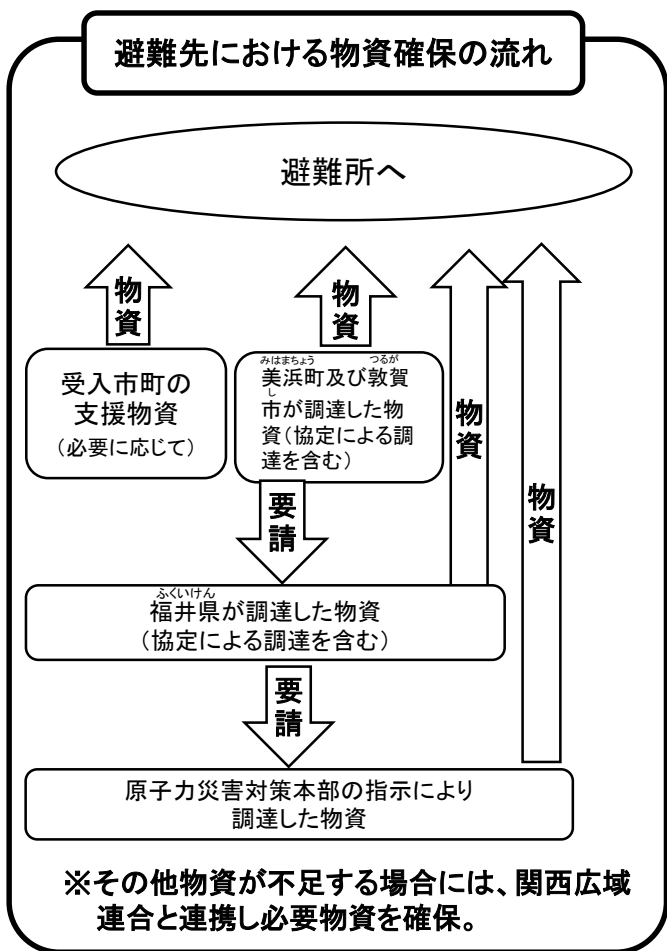 避難先における物資確保の流れ
避難所へ
物資
物資
物資
物資
受入市町の
支援物資
(必要に応じて)
みはまちょう つるが
美浜町及び敦賀
し
市が調達した物
資(協定による調
達を含む)
要請
ふくいけん
福井県が調達した物資
(協定による調達を含む)
要請
原子力災害対策本部の指示により
調達した物資
※その他物資が不足する場合には、関西広域
連合と連携し必要物資を確保。